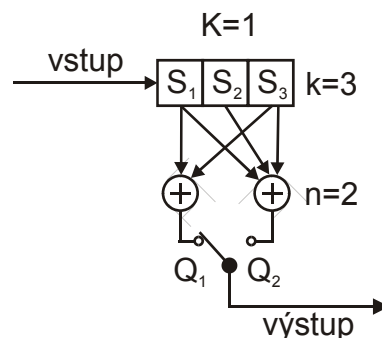 K=1
vstup
S₁ S₂ S₃ k=3
+ + n=2
Q₁ Q₂
výstup